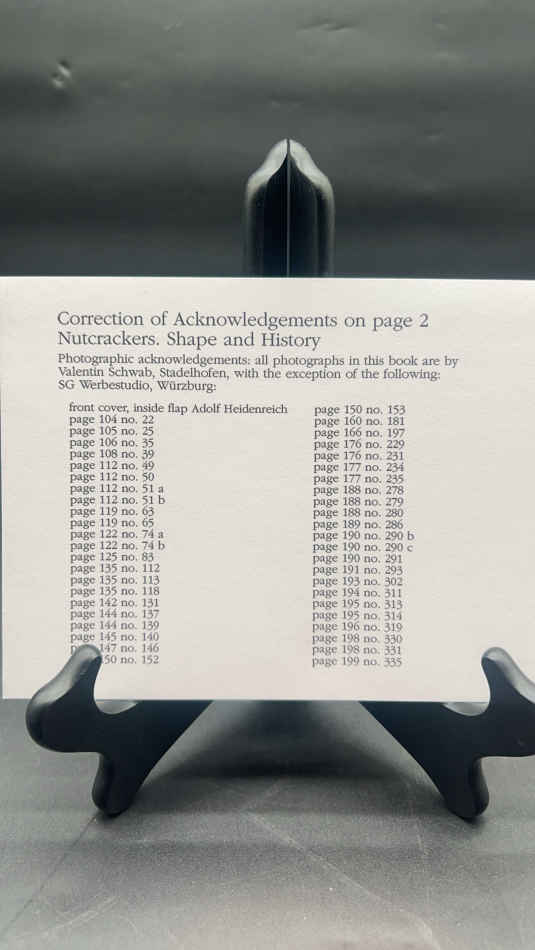 Correction of Acknowledgements on page 2
Nutcrackers. Shape and History
Photographic acknowledgements: all photographs in this book are by
Valentin Schwab, Stadelhofen, with the exception of the following:
SG Werbestudio, Würzburg:
front cover, inside flap Adolf Heidenreich
page 104 no. 22
page 105 no. 25
page 106 no. 35
page 108 no. 39
page 112 no. 49
page 112 no. 50
page 112 no. 51 a
page 112 no. 51 b
page 119 no. 63
page 119 no. 65
page 122 no. 74 a
page 122 no. 74 b
page 125 no. 83
page 135 no. 112
page 135 no. 113
page 135 no. 118
page 142 no. 131
page 144 no. 137
page 144 no. 139
page 145 no. 140
147 no. 146
150 no. 152
page 150 no. 153
page 160 no. 181
page 166 no. 197
page 176 no. 229
page 176 no. 231
page 177 no. 234
page 177 no. 235
page 188 no. 278
page 188 no. 279
page 188 no. 280
page 189 no. 286
page 190 no. 290 b
page 190 no. 290 c
page 190 no. 291
page 191 no. 293
page 193 no. 302
page 194 no. 311
page 195 no. 313
page 195 no. 314
page 196 no. 319
page 198 no. 330
page 198 no. 331
page 199 no. 335